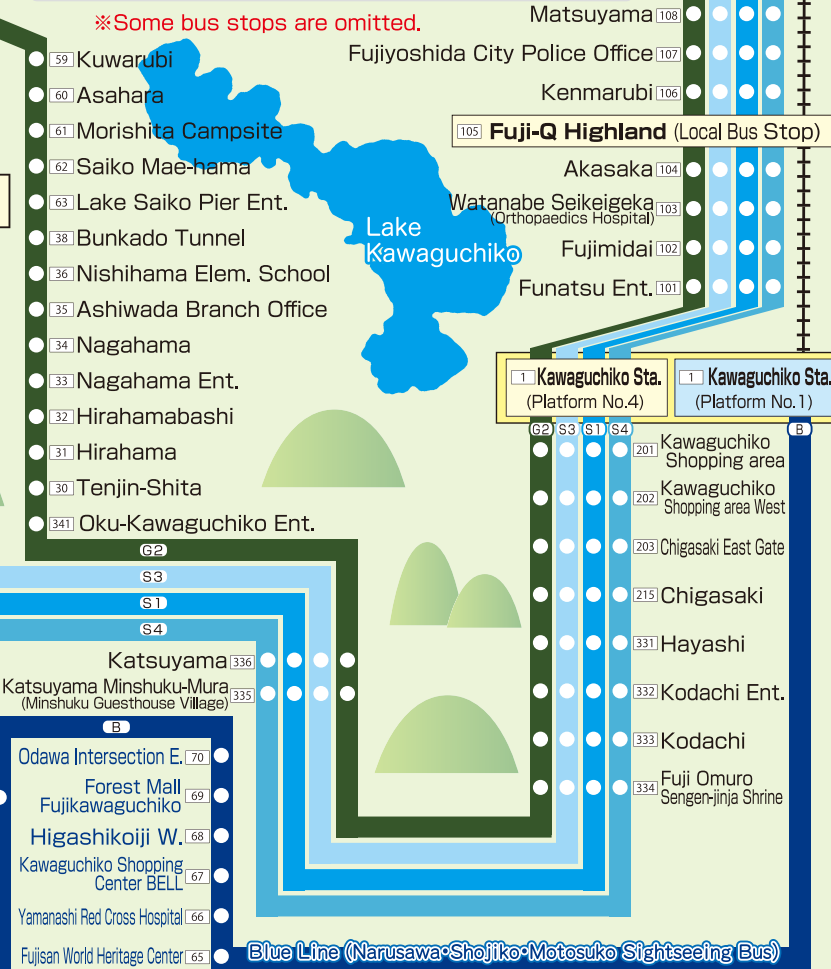 ※Some bus stops are omitted.
59 Kuwarubi
60 Asahara
61 Morishita Campsite
62 Saiko Mae-hama
63 Lake Saiko Pier Ent.
38 Bunkado Tunnel
36 Nishihama Elem. School
35 Ashiwada Branch Office
34 Nagahama
33 Nagahama Ent.
32 Hirahamabashi
31 Hirahama
30 Tenjin-Shita
341 Oku-Kawaguchiko Ent.
Lake
Kawaguchiko
Matsuyama 108
Fujiyoshida City Police Office 107
Kenmarubi 106
105 Fuji-Q Highland (Local Bus Stop)
Akasaka 104
Watanabe Seikeigeka 103
(Orthopaedics Hospital)
Fujimidai 102
Funatsu Ent. 101
1 Kawaguchiko Sta.
(Platform No.4)
1 Kawaguchiko Sta.
(Platform No.1)
G2 S3 S1 S4
B
201 Kawaguchiko
Shopping area
202 Kawaguchiko
Shopping area West
203 Chigasaki East Gate
215 Chigasaki
331 Hayashi
332 Kodachi Ent.
333 Kodachi
334 Fuji Omuro
Sengen-jinja Shrine
G2
S3
S1
S4
Katsuyama 336
Katsuyama Minshuku-Mura 335
(Minshuku Guesthouse Village)
B
Odawa Intersection E. 70
Forest Mall
Fujikawaguchiko 69
Higashikoiji W. 68
Kawaguchiko Shopping
Center BELL 67
Yamanashi Red Cross Hospital 66
Fujisan World Heritage Center 65
Blue Line (Narusawa•Shojiko•Motosuko Sightseeing Bus)